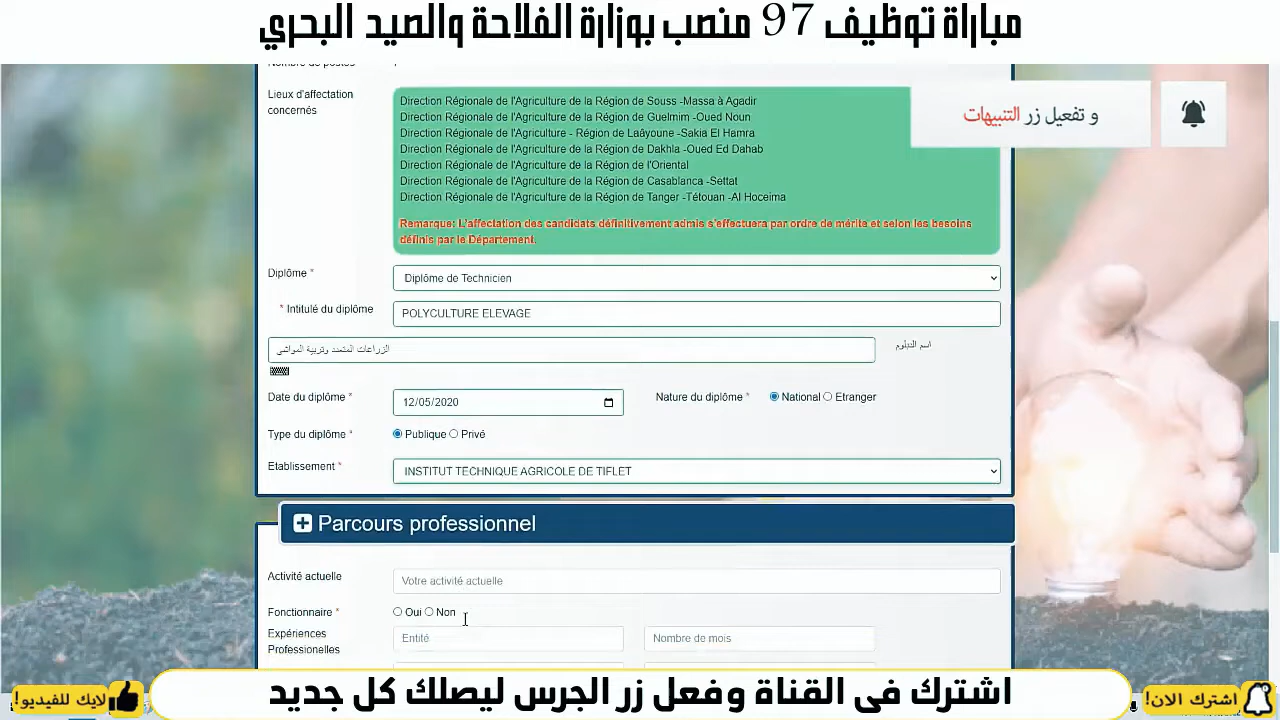 مباراة توظيف 97 منصب بوزارة الفلاحة والصيد البحري
Lieux d'affectation concernés
Direction Régionale de l'Agriculture de la Région de Souss -Massa à Agadir
Direction Régionale de l'Agriculture de la Région de Guelmim -Oued Noun
Direction Régionale de l'Agriculture - Région de Laâyoune -Sakia El Hamra
Direction Régionale de l'Agriculture de la Région de Dakhla -Oued Ed Dahab
Direction Régionale de l'Agriculture de la Région de l'Oriental
Direction Régionale de l'Agriculture de la Région de Casablanca -Settat
Direction Régionale de l'Agriculture de la Région de Tanger -Tétouan -Al Hoceima
Remarque: L'affectation des candidats définitivement admis s'effectuera par ordre de mérite et selon les besoins
définis par le Département.
و تفعيل زر التنبيهات
Diplôme * Diplôme de Technicien
* Intitulé du diplôme POLYCULTURE ELEVAGE
اسم الدبلوم الزراعات المتعدد وتربية المواشي
Date du diplôme * 12/05/2020 Nature du diplôme * National Etranger
Type du diplôme * Publique Privé
Etablissement * INSTITUT TECHNIQUE AGRICOLE DE TIFLET
Parcours professionnel
Activité actuelle Votre activité actuelle
Fonctionnaire * Oui Non
Expériences Professionelles Entité Nombre de mois
لايك للفيديو!
اشترك في القناة وفعل زر الجرس ليصلك كل جديد
اشترك الان!